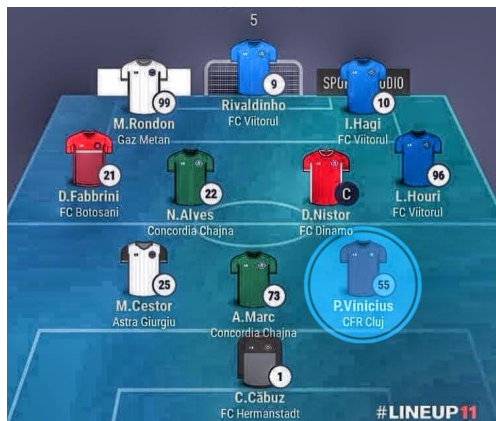 5
99
9
10
M.Rondon
Gaz Metan
Rivaldinho
FC Viitorul
I.Hagi
FC Viitorul
21
22
C
96
D.Fabbrini
FC Botosani
N.Alves
Concordia Chajna
D.Nistor
FC Dinamo
L.Houri
FC Viitorul
25
73
55
M.Cestor
Astra Giurgiu
A.Marc
Concordia Chajna
P.Vinicius
CFR Cluj
1
C.Căbuz
FC Hermanstadt
#LINEUP11